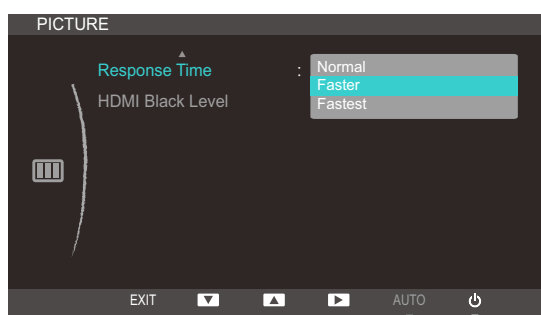 PICTURE
Response Time : Normal
Faster
HDMI Black Level Fastest
EXIT AUTO